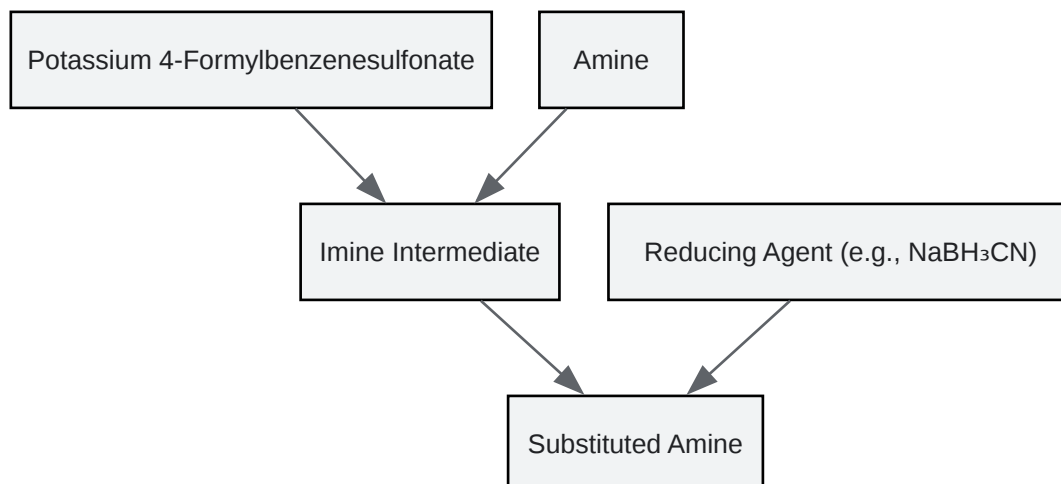 Potassium 4-Formylbenzenesulfonate
Amine
Imine Intermediate
Reducing Agent (e.g., NaBH₃CN)
Substituted Amine